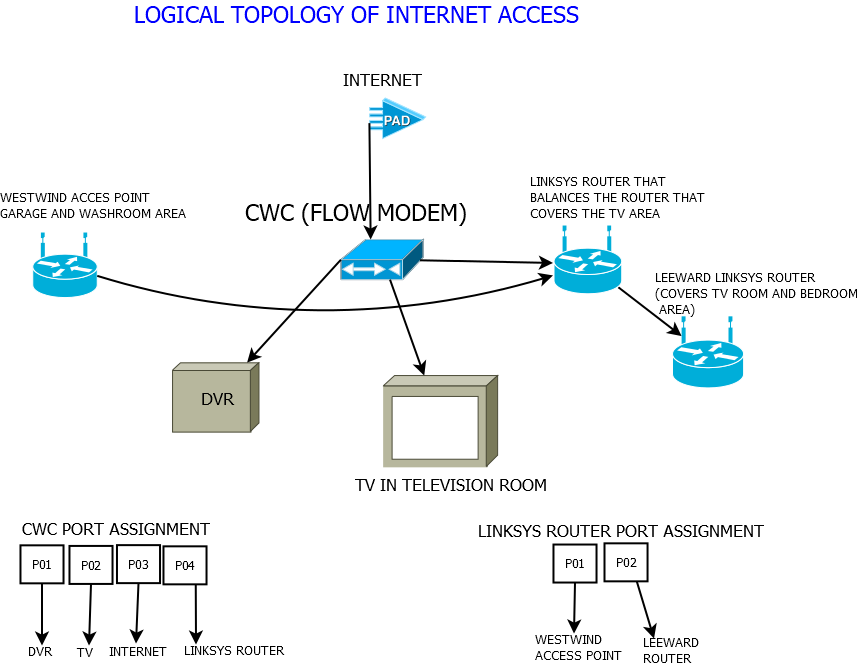 LOGICAL TOPOLOGY OF INTERNET ACCESS
INTERNET
PAD
WESTWIND ACCES POINT
GARAGE AND WASHROOM AREA
CWC (FLOW MODEM)
LINKSYS ROUTER THAT
BALANCES THE ROUTER THAT
COVERS THE TV AREA
LEEWARD LINKSYS ROUTER
(COVERS TV ROOM AND BEDROOM
AREA)
DVR
TV IN TELEVISION ROOM
CWC PORT ASSIGNMENT
P01 P02 P03 P04
DVR TV INTERNET LINKSYS ROUTER
LINKSYS ROUTER PORT ASSIGNMENT
P01 P02
WESTWIND
ACCESS POINT
LEEWARD
ROUTER